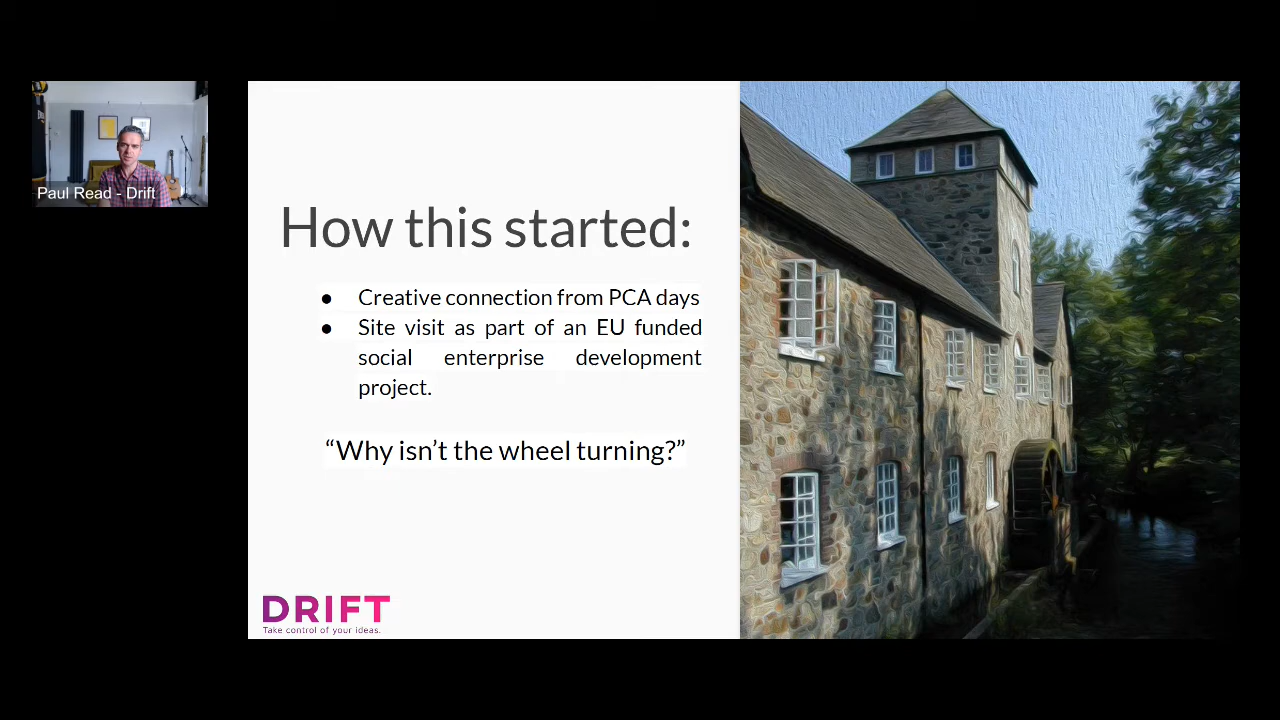 Paul Read - Drift
How this started:
● Creative connection from PCA days
● Site visit as part of an EU funded
social enterprise development
project.
“Why isn’t the wheel turning?”
DRIFT
Take control of your ideas.